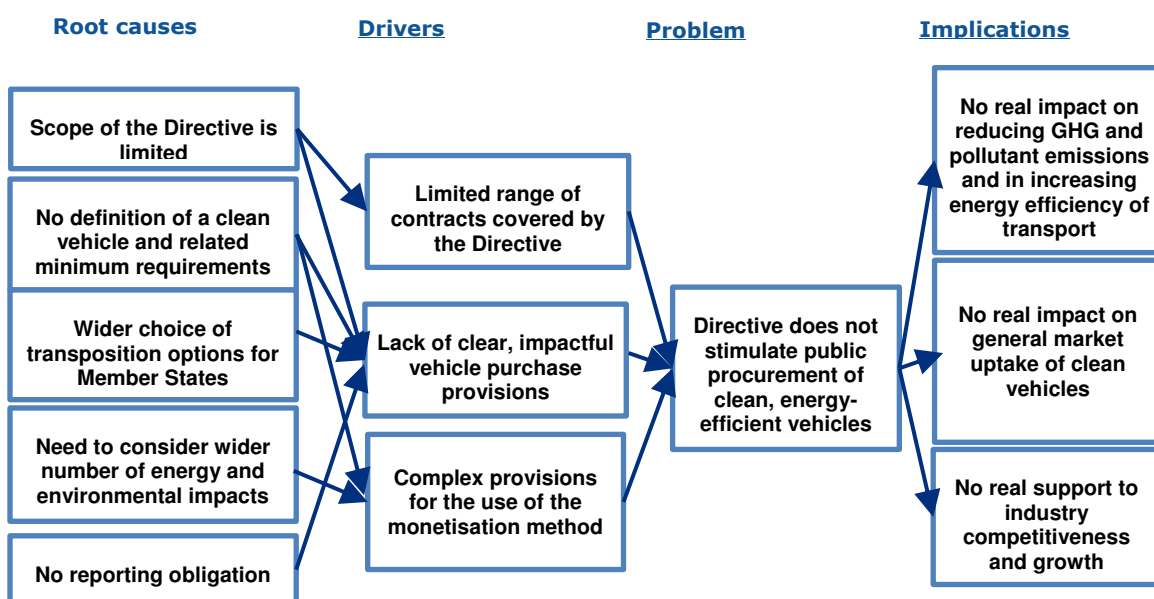 Root causes
Drivers
Problem
Implications
Scope of the Directive is
limited
No definition of a clean
vehicle and related
minimum requirements
Wider choice of
transposition options for
Member States
Need to consider wider
number of energy and
environmental impacts
No reporting obligation
Limited range of
contracts covered by
the Directive
Lack of clear, impactful
vehicle purchase
provisions
Complex provisions
for the use of the
monetisation method
Directive does not
stimulate public
procurement of
clean, energy-
efficient vehicles
No real impact on
reducing GHG and
pollutant emissions
and in increasing
energy efficiency of
transport
No real impact on
general market
uptake of clean
vehicles
No real support to
industry
competitiveness
and growth